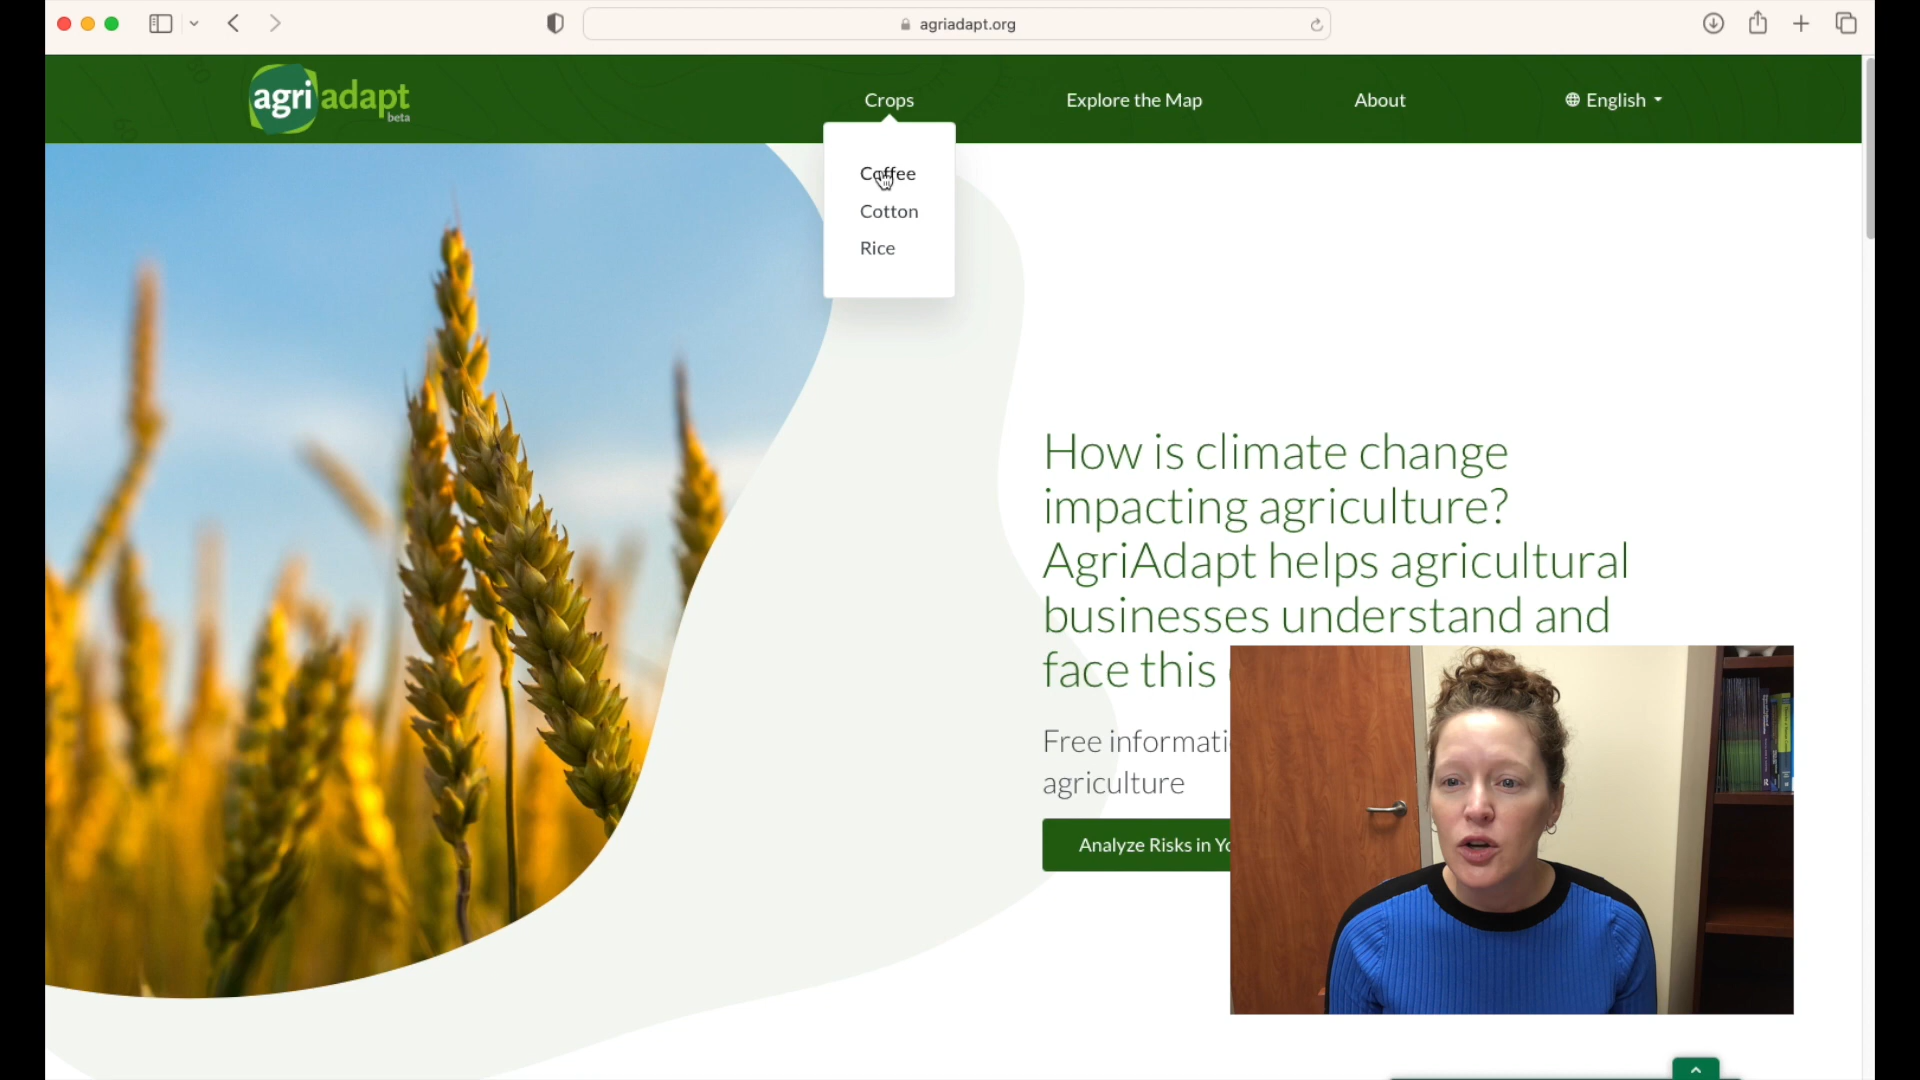 agriadapt.org
agri adapt
beta
Crops
Explore the Map
About
English
Coffee
Cotton
Rice
How is climate change
impacting agriculture?
AgriAdapt helps agricultural
businesses understand and
face this
Free
agriculture
Analyze Risks in